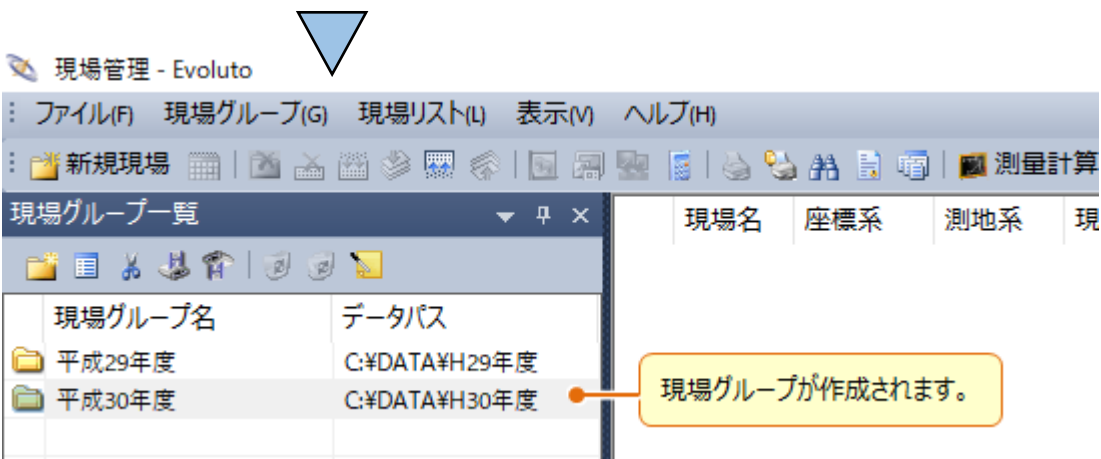 現場管理 - Evoluto
ファイル(F) 現場グループ(G) 現場リスト(L) 表示(V) ヘルプ(H)
新規現場 測量計算
現場グループ一覧
現場名 座標系 測地系 現
現場グループ名 データパス
平成29年度 C:¥DATA¥H29年度
平成30年度 C:¥DATA¥H30年度
現場グループが作成されます。